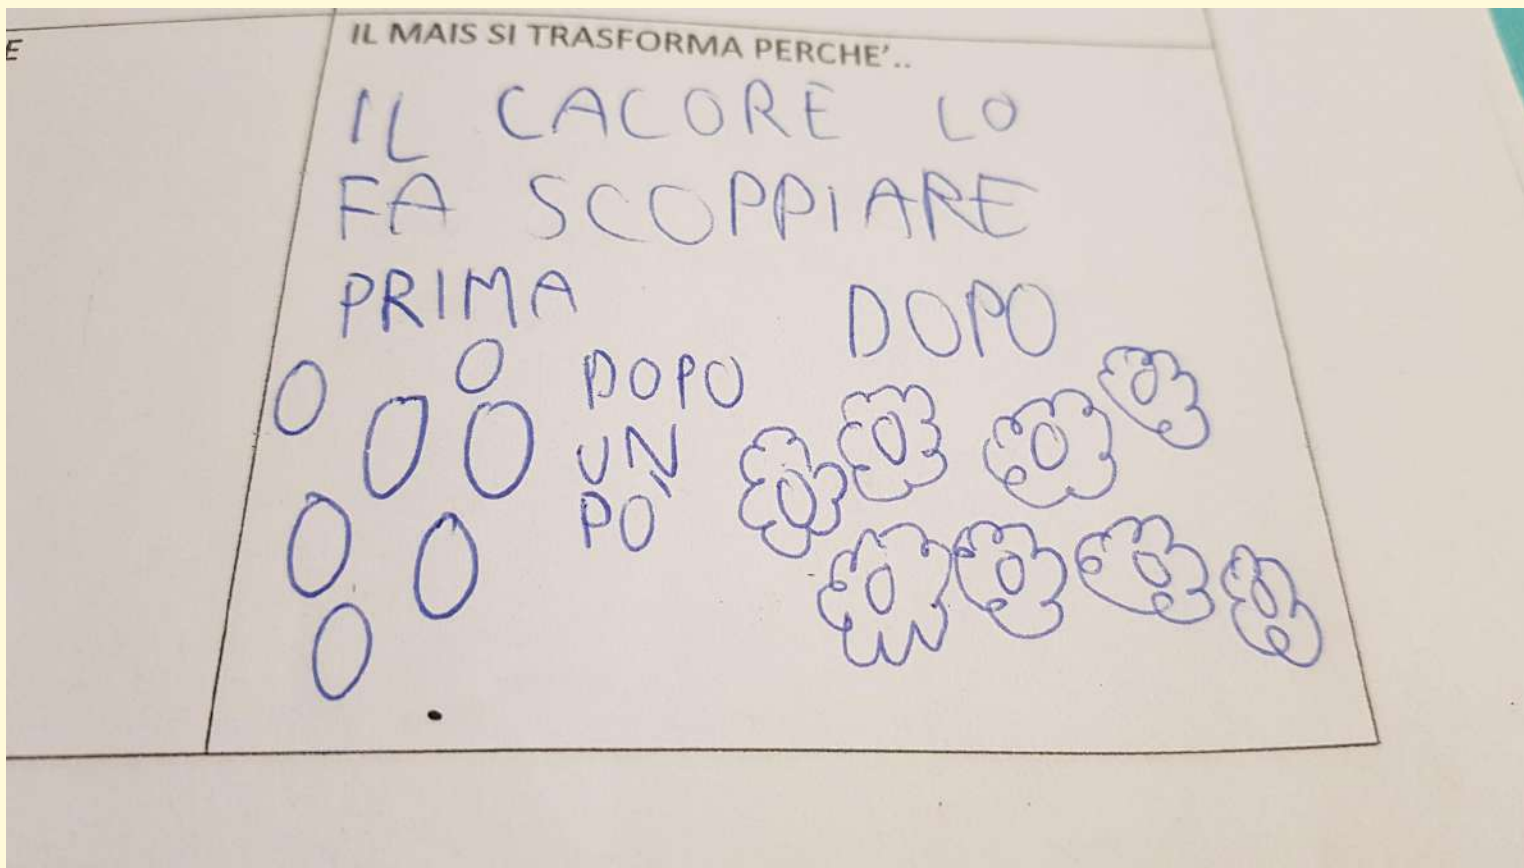 E
IL MAIS SI TRASFORMA PERCHE'..
IL CACORE LO
FA SCOPPIARE
PRIMA
DOPO
DOPO
UN
PO'